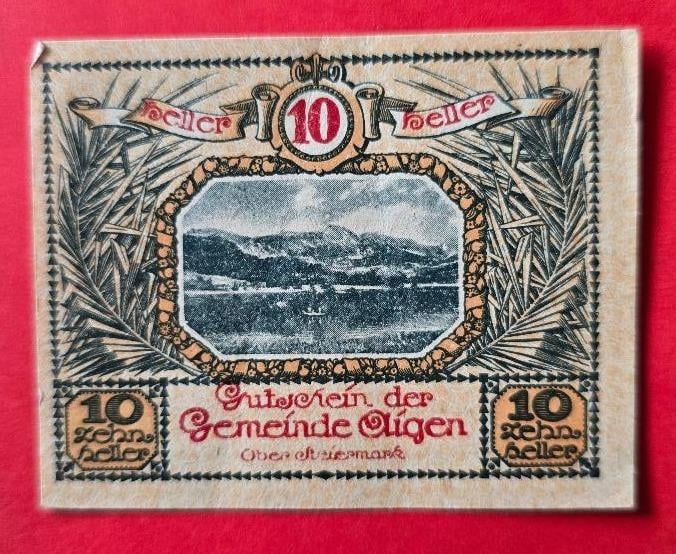 heller 10 heller
Gutschein der
Gemeinde Aigen
Ober Steiermark
10 zehn heller
10 zehn heller